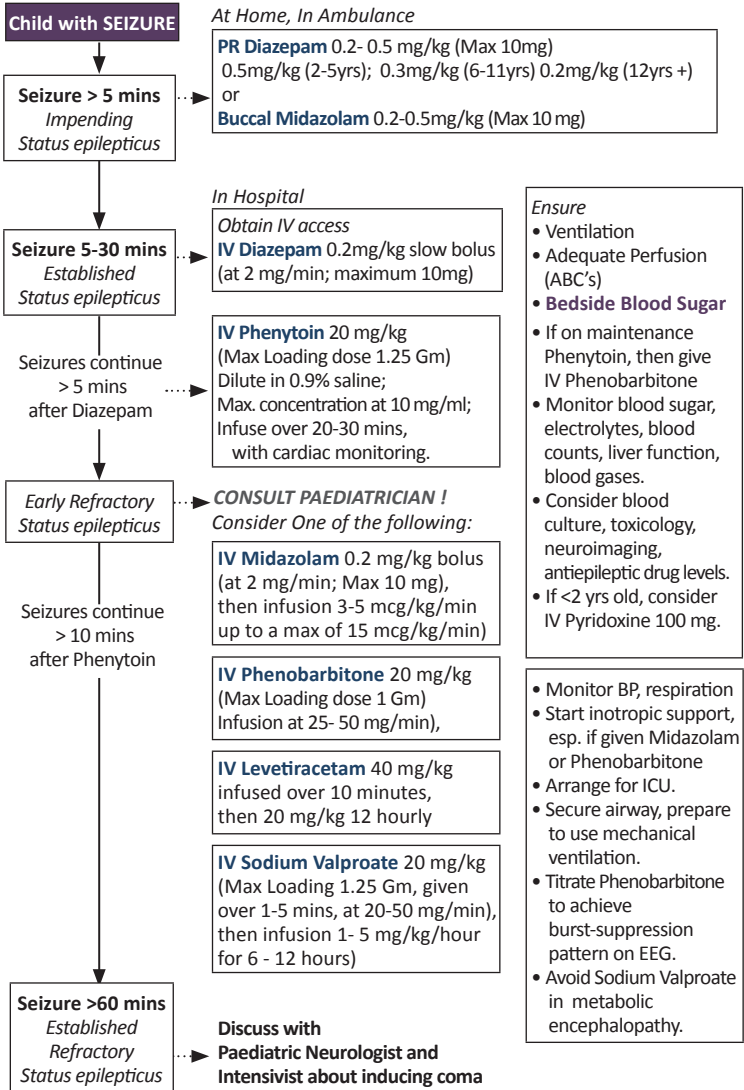 Child with SEIZURE
At Home, In Ambulance
PR Diazepam 0.2- 0.5 mg/kg (Max 10mg)
0.5mg/kg (2-5yrs); 0.3mg/kg (6-11yrs) 0.2mg/kg (12yrs +)
or
Buccal Midazolam 0.2-0.5mg/kg (Max 10 mg)
Seizure > 5 mins
Impending
Status epilepticus
In Hospital
Obtain IV access
IV Diazepam 0.2mg/kg slow bolus
(at 2 mg/min; maximum 10mg)
Seizure 5-30 mins
Established
Status epilepticus
IV Phenytoin 20 mg/kg
(Max Loading dose 1.25 Gm)
Dilute in 0.9% saline;
Max. concentration at 10 mg/ml;
Infuse over 20-30 mins,
with cardiac monitoring.
Seizures continue
> 5 mins
after Diazepam
Early Refractory
Status epilepticus
CONSULT PAEDIATRICIAN !
Consider One of the following:
IV Midazolam 0.2 mg/kg bolus
(at 2 mg/min; Max 10 mg),
then infusion 3-5 mcg/kg/min
up to a max of 15 mcg/kg/min)
Seizures continue
> 10 mins
after Phenytoin
IV Phenobarbitone 20 mg/kg
(Max Loading dose 1 Gm)
Infusion at 25- 50 mg/min),
IV Levetiracetam 40 mg/kg
infused over 10 minutes,
then 20 mg/kg 12 hourly
IV Sodium Valproate 20 mg/kg
(Max Loading 1.25 Gm, given
over 1-5 mins, at 20-50 mg/min),
then infusion 1- 5 mg/kg/hour
for 6 - 12 hours)
Seizure >60 mins
Established
Refractory
Status epilepticus
Discuss with
Paediatric Neurologist and
Intensivist about inducing coma
Ensure
• Ventilation
• Adequate Perfusion
(ABC's)
• Bedside Blood Sugar
• If on maintenance
Phenytoin, then give
IV Phenobarbitone
• Monitor blood sugar,
electrolytes, blood
counts, liver function,
blood gases.
• Consider blood
culture, toxicology,
neuroimaging,
antiepileptic drug levels.
• If <2 yrs old, consider
IV Pyridoxine 100 mg.
• Monitor BP, respiration
• Start inotropic support,
esp. if given Midazolam
or Phenobarbitone
• Arrange for ICU.
• Secure airway, prepare
to use mechanical
ventilation.
• Titrate Phenobarbitone
to achieve
burst-suppression
pattern on EEG.
• Avoid Sodium Valproate
in metabolic
encephalopathy.